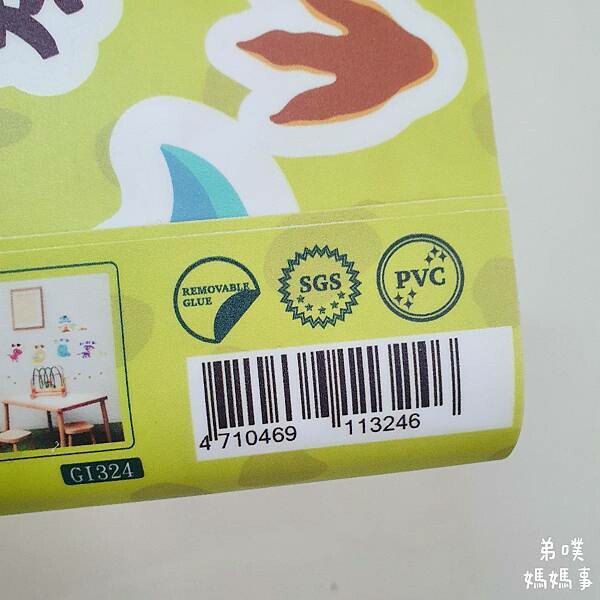 REMOVABLE
GLUE
SGS
PVC
4 710469 113246
GI324
弟噗
媽媽事